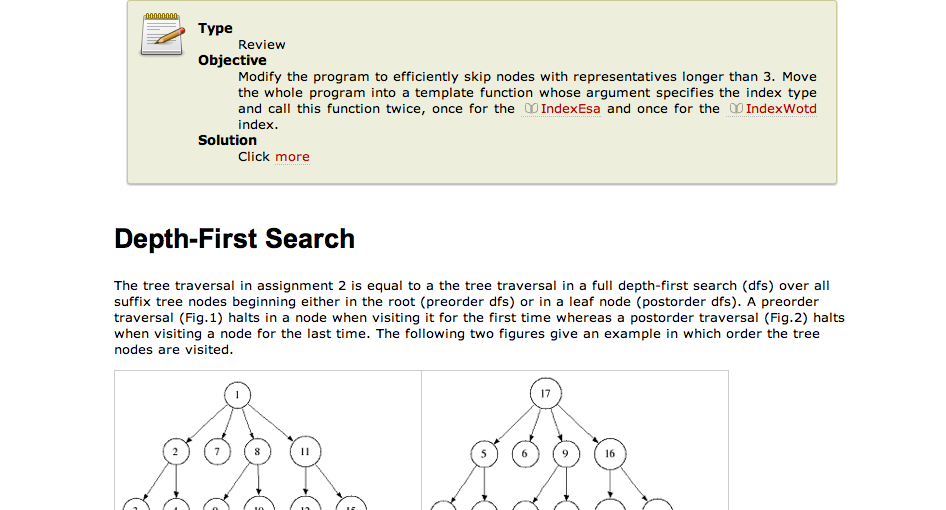 Type
Review
Objective
Modify the program to efficiently skip nodes with representatives longer than 3. Move
the whole program into a template function whose argument specifies the index type
and call this function twice, once for the IndexEsa and once for the IndexWotd
index.
Solution
Click more
Depth-First Search
The tree traversal in assignment 2 is equal to a the tree traversal in a full depth-first search (dfs) over all
suffix tree nodes beginning either in the root (preorder dfs) or in a leaf node (postorder dfs). A preorder
traversal (Fig.1) halts in a node when visiting it for the first time whereas a postorder traversal (Fig.2) halts
when visiting a node for the last time. The following two figures give an example in which order the tree
nodes are visited.
1
17
2 7 8 11
5 6 9 16